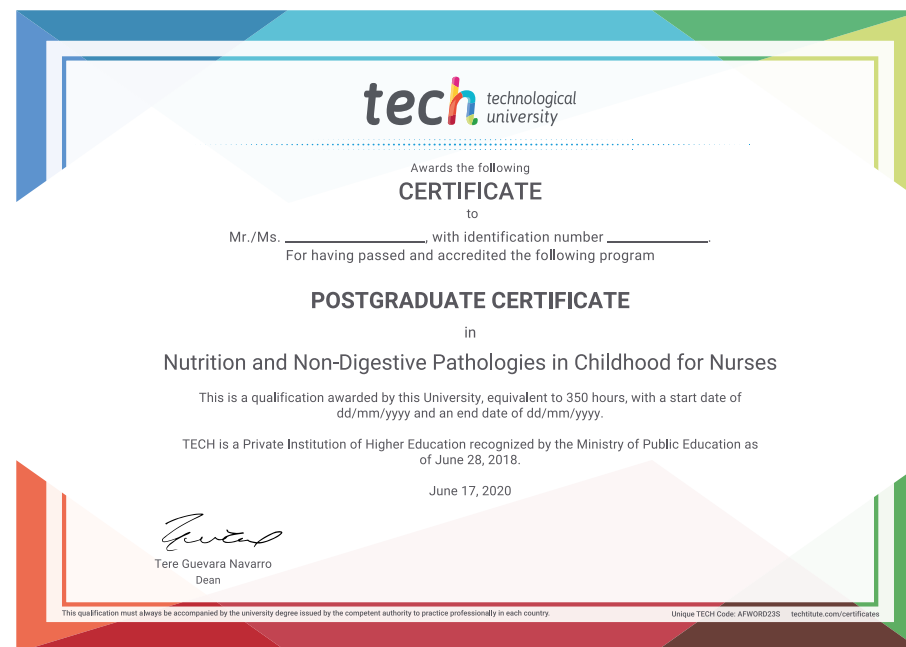 tech technological
university
Awards the following
CERTIFICATE
to
Mr./Ms. ____________, with identification number ____________.
For having passed and accredited the following program
POSTGRADUATE CERTIFICATE
in
Nutrition and Non-Digestive Pathologies in Childhood for Nurses
This is a qualification awarded by this University, equivalent to 350 hours, with a start date of
dd/mm/yyyy and an end date of dd/mm/yyyy.
TECH is a Private Institution of Higher Education recognized by the Ministry of Public Education as
of June 28, 2018.
June 17, 2020
Tere Guevara Navarro
Dean
This qualification must always be accompanied by the university degree issued by the competent authority to practice professionally in each country.
Unique TECH Code: AFWORD23S techtitute.com/certificates